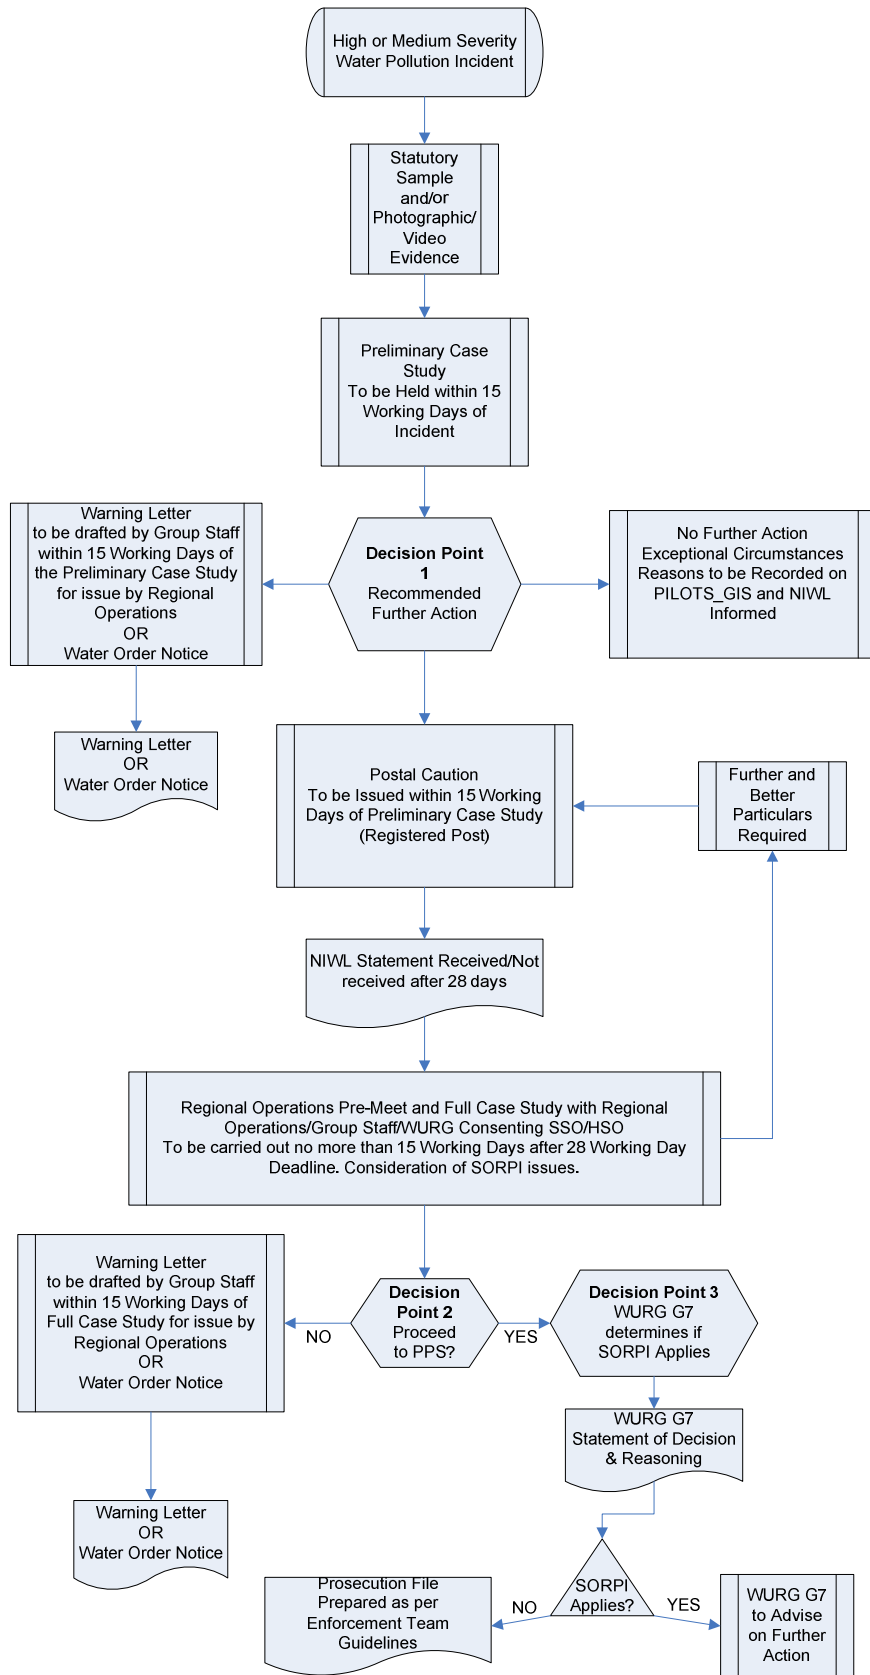 High or Medium Severity
Water Pollution Incident
Statutory
Sample
and/or
Photographic/
Video
Evidence
Preliminary Case
Study
To be Held within 15
Working Days of
Incident
Warning Letter
to be drafted by Group Staff
within 15 Working Days of
the Preliminary Case Study
for issue by Regional
Operations
OR
Water Order Notice
Decision Point
1
Recommended
Further Action
No Further Action
Exceptional Circumstances
Reasons to be Recorded on
PILOTS_GIS and NIWL
Informed
Warning Letter
OR
Water Order Notice
Postal Caution
To be Issued within 15 Working
Days of Preliminary Case Study
(Registered Post)
Further and
Better
Particulars
Required
NIWL Statement Received/Not
received after 28 days
Regional Operations Pre-Meet and Full Case Study with Regional
Operations/Group Staff/WURG Consenting SSO/HSO
To be carried out no more than 15 Working Days after 28 Working Day
Deadline. Consideration of SORPI issues.
Warning Letter
to be drafted by Group Staff
within 15 Working Days of
Full Case Study for issue by
Regional Operations
OR
Water Order Notice
NO
Decision
Point 2
Proceed
to PPS?
YES
Decision Point 3
WURG G7
determines if
SORPI Applies
WURG G7
Statement of Decision
& Reasoning
Warning Letter
OR
Water Order Notice
Prosecution File
Prepared as per
Enforcement Team
Guidelines
NO
SORPI
Applies?
YES
WURG G7
to Advise
on Further
Action